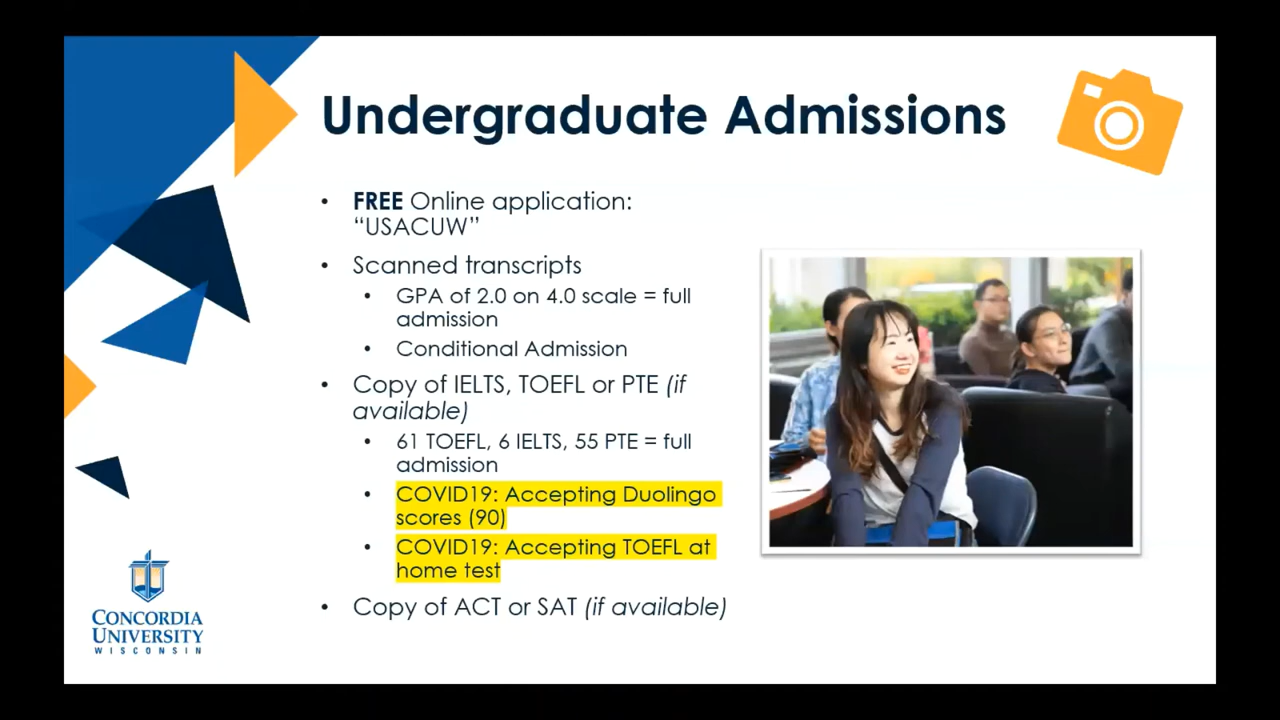 Undergraduate Admissions
• FREE Online application:
“USACUW”
• Scanned transcripts
• GPA of 2.0 on 4.0 scale = full
admission
• Conditional Admission
• Copy of IELTS, TOEFL or PTE (if
available)
• 61 TOEFL, 6 IELTS, 55 PTE = full
admission
• COVID19: Accepting Duolingo
scores (90)
• COVID19: Accepting TOEFL at
home test
• Copy of ACT or SAT (if available)
CONCORDIA
UNIVERSITY
WISCONSIN